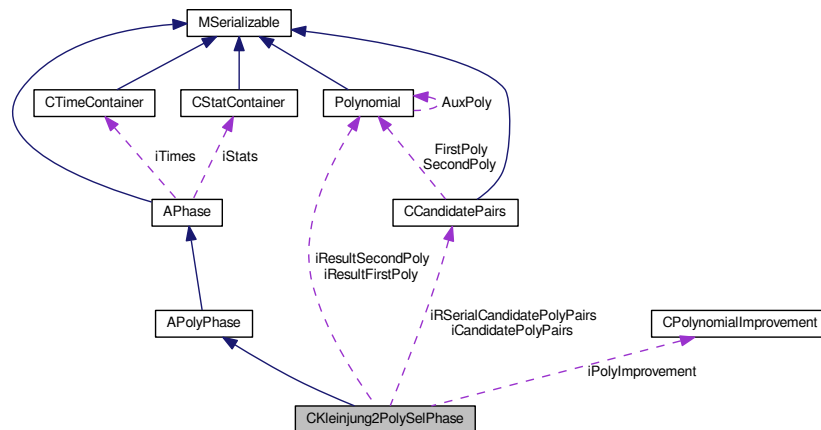 MSerializable
CTimeContainer
CStatContainer
Polynomial
AuxPoly
iTimes
iStats
FirstPoly
SecondPoly
APhase
CCandidatePairs
iResultSecondPoly
iResultFirstPoly
iRSerialCandidatePolyPairs
iCandidatePolyPairs
APolyPhase
CPolynomialImprovement
iPolyImprovement
CKleinjung2PolySelPhase